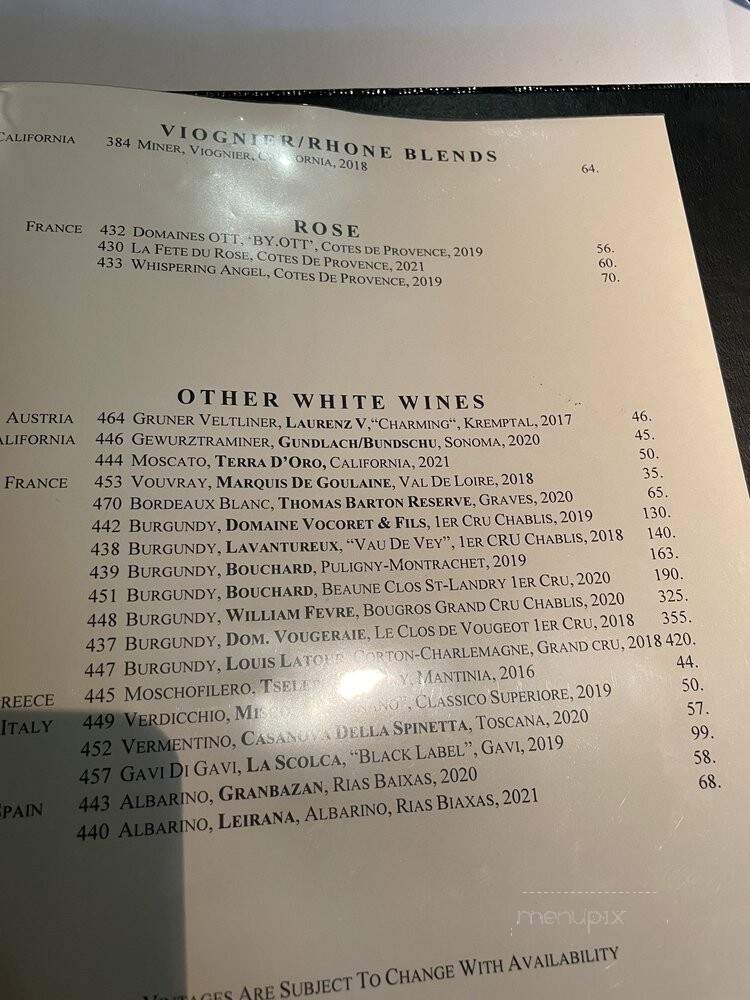 CALIFORNIA
VIOGNIER/RHONE BLENDS
384 MINER, VIOGNIER, CALIFORNIA, 2018 64.
ROSE
FRANCE 432 DOMAINES OTT, 'BY.OTT', COTES DE PROVENCE, 2019 56.
430 LA FETE DU ROSE, COTES DE PROVENCE, 2021 60.
433 WHISPERING ANGEL, COTES DE PROVENCE, 2019 70.
OTHER WHITE WINES
AUSTRIA 464 GRUNER VELTLINER, LAURENZ V,"CHARMING", KREMPTAL, 2017 46.
ALIFORNIA 446 GEWURZTRAMINER, GUNDLACH/BUNDSCHU, SONOMA, 2020 45.
444 MOSCATO, TERRA D'ORO, CALIFORNIA, 2021 50.
FRANCE 453 VOUVRAY, MARQUIS DE GOULAINE, VAL DE LOIRE, 2018 35.
470 BORDEAUX BLANC, THOMAS BARTON RESERVE, GRAVES, 2020 65.
442 BURGUNDY, DOMAINE VOCORET & FILS, 1ER CRU CHABLIS, 2019 130.
438 BURGUNDY, LAVANTUREUX, "VAU DE VEY", 1ER CRU CHABLIS, 2018 140.
439 BURGUNDY, BOUCHARD, PULIGNY-MONTRACHET, 2019 163.
451 BURGUNDY, BOUCHARD, BEAUNE CLOS ST-LANDRY 1ER CRU, 2020 190.
448 BURGUNDY, WILLIAM FEVRE, BOUGROS GRAND CRU CHABLIS, 2020 325.
437 BURGUNDY, DOM. VOUGERAIE, LE CLOS DE VOUGEOT 1ER CRU, 2018 355.
447 BURGUNDY, LOUIS LATOUR, CORTON-CHARLEMAGNE, GRAND CRU, 2018 420.
REECE 445 MOSCHOFILERO, MANTINIA, 2016 44.
ITALY 449 VERDICCHIO, CLASSICO SUPERIORE, 2019 50.
452 VERMENTINO, CASANOVA DELLA SPINETTA, TOSCANA, 2020 57.
457 GAVI DI GAVI, LA SCOLCA, "BLACK LABEL", GAVI, 2019 99.
PAIN 443 ALBARINO, GRANBAZAN, RIAS BAIXAS, 2020 58.
440 ALBARINO, LEIRANA, ALBARINO, RIAS BIAXAS, 2021 68.
menupix
VINTAGES ARE SUBJECT TO CHANGE WITH AVAILABILITY